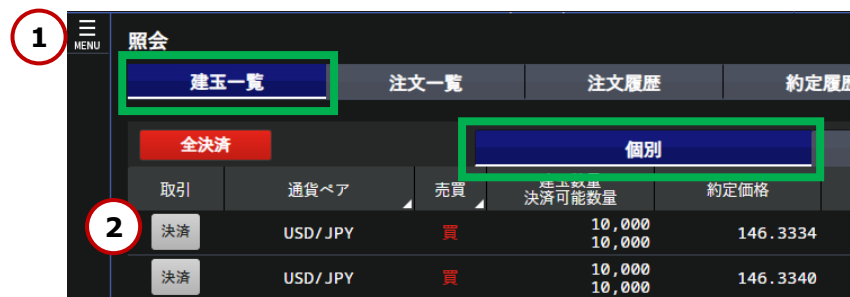 1
MENU
照会
建玉一覧 注文一覧 注文履歴 約定履歴
全決済 個別
取引 通貨ペア 売買 建玉数量 約定価格
決済可能数量
2
決済 USD/JPY 買 10,000 146.3334
10,000
決済 USD/JPY 買 10,000 146.3340
10,000